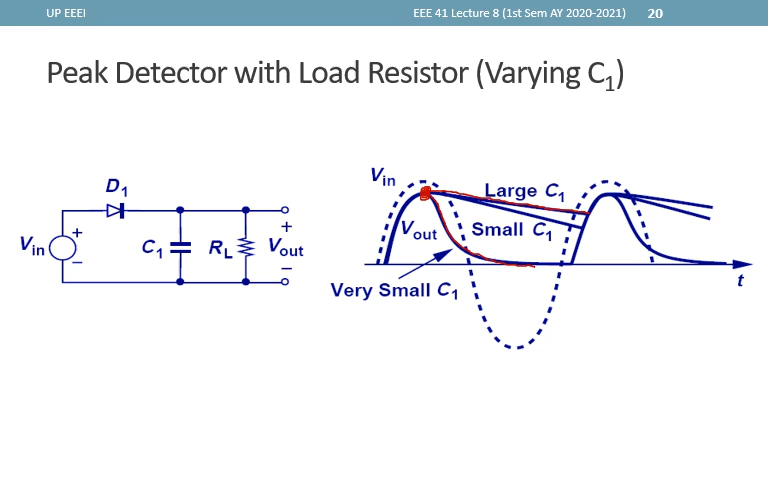 UP EEEI
EEE 41 Lecture 8 (1st Sem AY 2020-2021)
20
Peak Detector with Load Resistor (Varying C₁)
D₁
Vin
+
−
C₁
RL
+
Vout
−
Vin
Large C₁
Vout
Small C₁
Very Small C₁
t